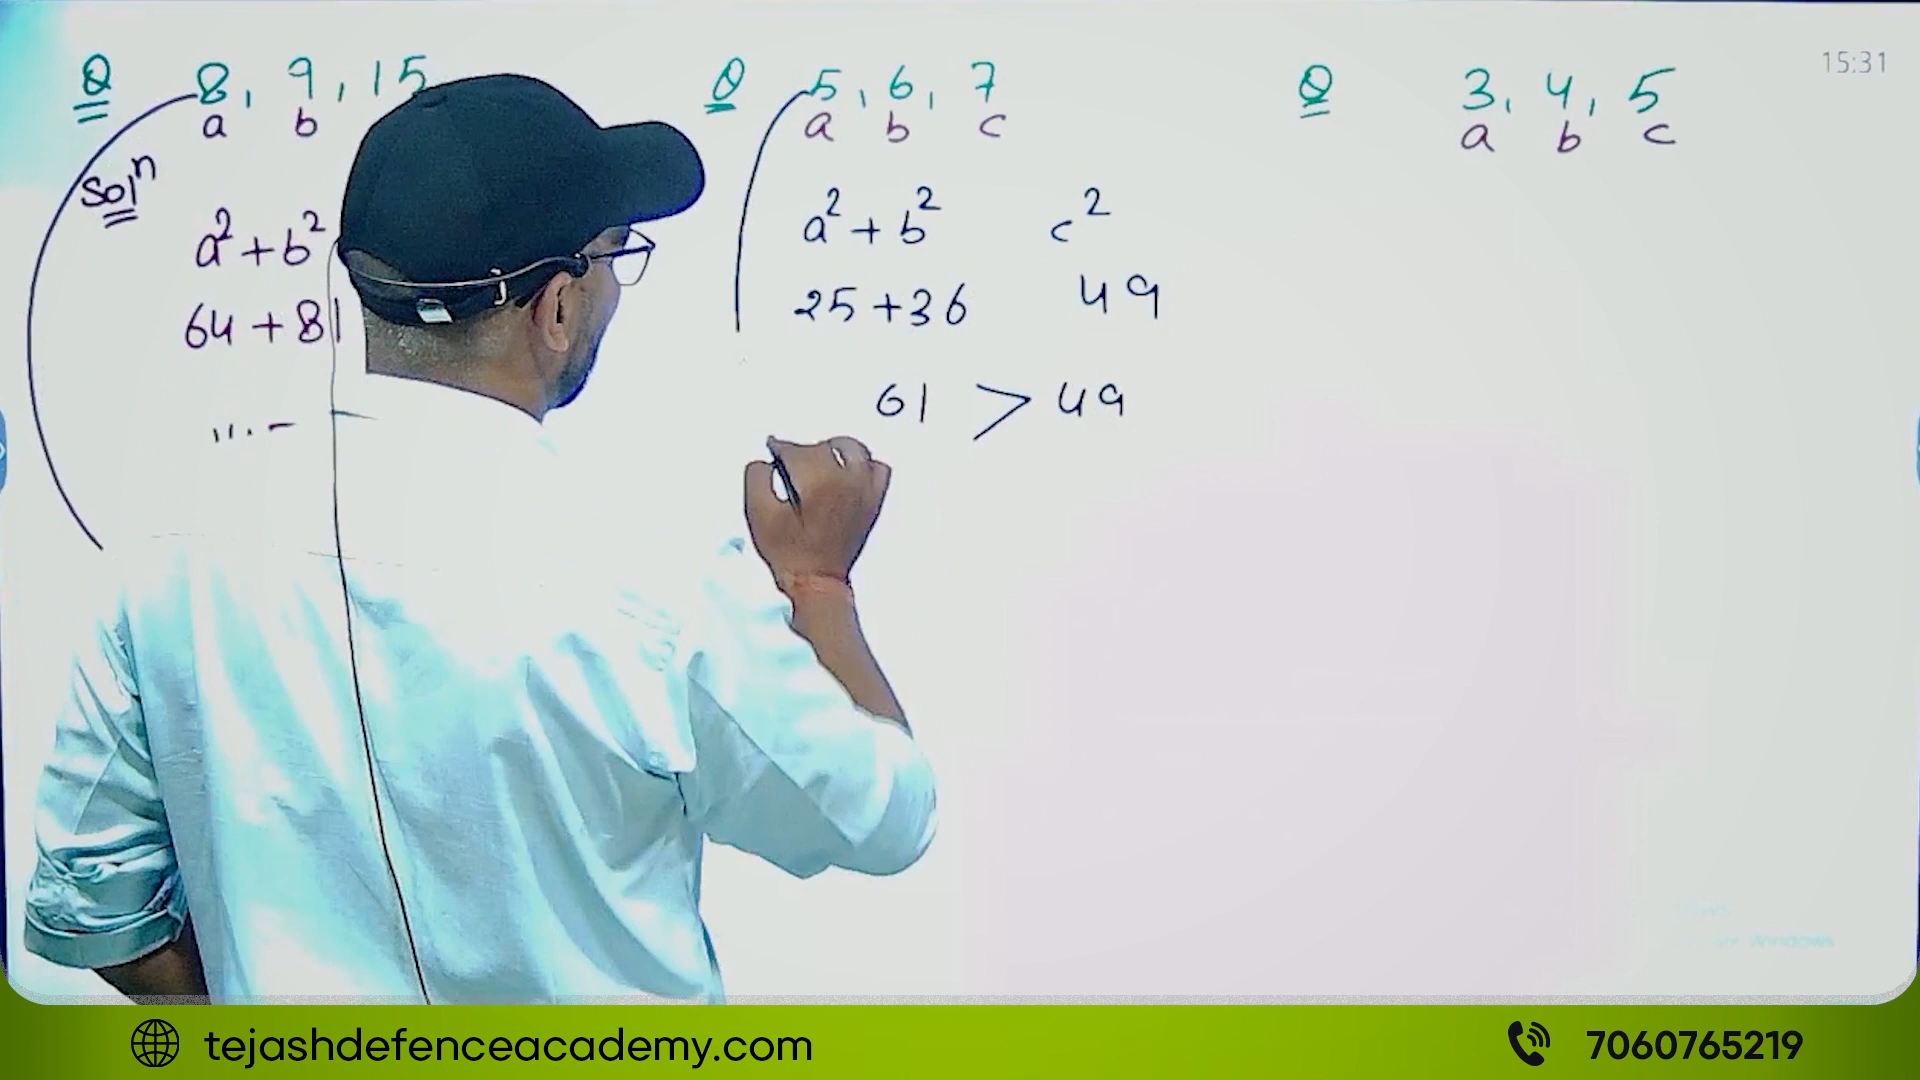 Q 8, 9, 15
a b
Solⁿ
a² + b²
64 + 81
Q 5, 6, 7
a b c
a² + b² c²
25 + 36 49
61 > 49
Q 3, 4, 5
a b c
15:31
tejashdefenceacademy.com
7060765219